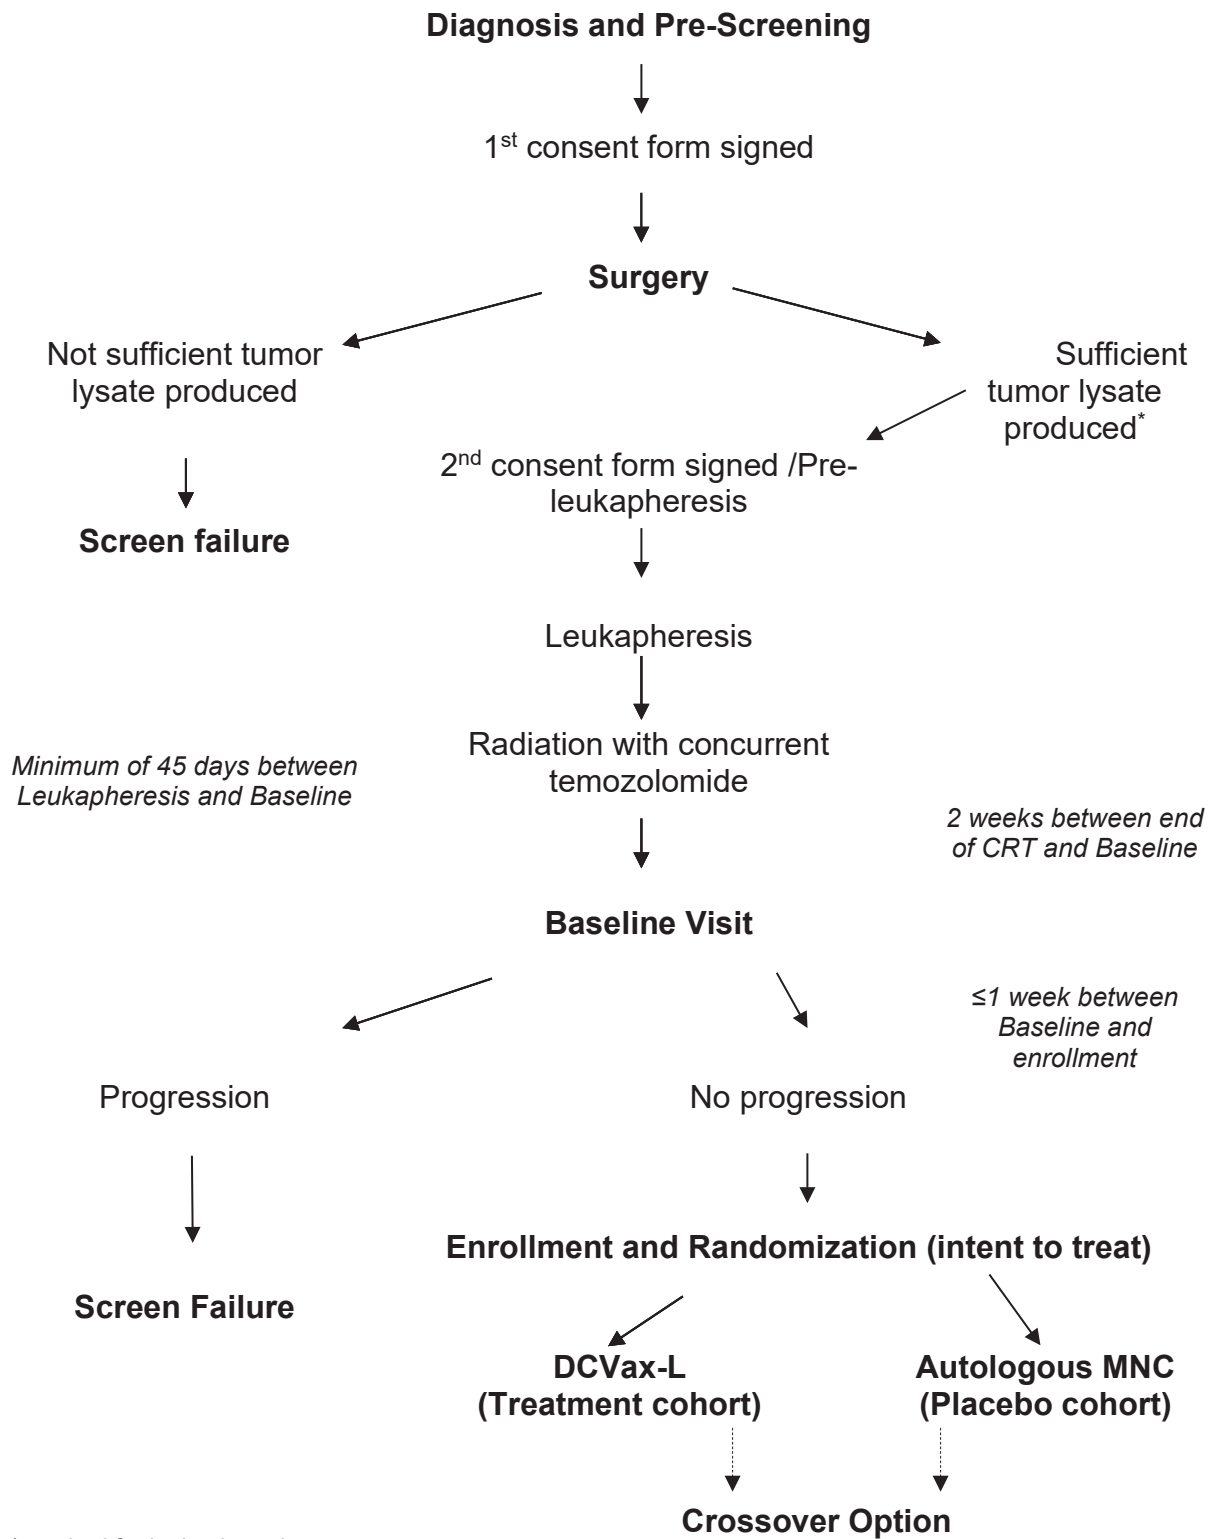 Diagnosis and Pre-Screening
1st consent form signed
Surgery
Not sufficient tumor
lysate produced
Sufficient
tumor lysate
produced*
2nd consent form signed /Pre-
leukapheresis
Screen failure
Leukapheresis
Radiation with concurrent
temozolomide
Minimum of 45 days between
Leukapheresis and Baseline
2 weeks between end
of CRT and Baseline
Baseline Visit
≤1 week between
Baseline and
enrollment
Progression
No progression
Enrollment and Randomization (intent to treat)
Screen Failure
DCVax-L
(Treatment cohort)
Autologous MNC
(Placebo cohort)
Crossover Option